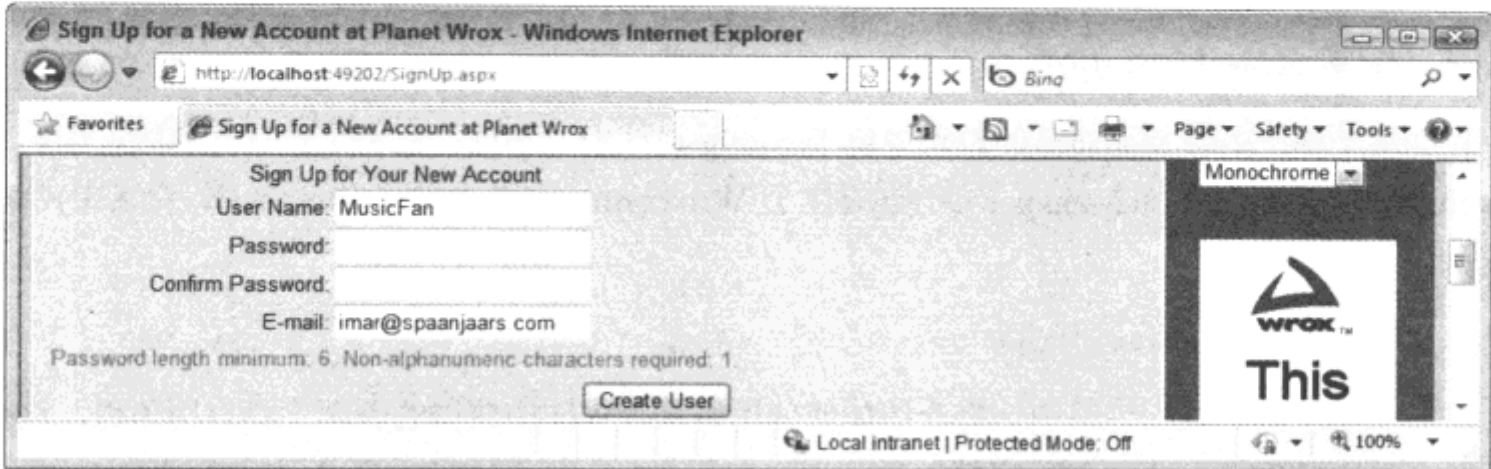 Sign Up for a New Account at Planet Wrox - Windows Internet Explorer
http://localhost:49202/SignUp.aspx
Bing
Favorites
Sign Up for a New Account at Planet Wrox
Page Safety Tools
Sign Up for Your New Account
Monochrome
User Name: MusicFan
Password:
Confirm Password:
E-mail: imar@spaanjaars com
Password length minimum: 6. Non-alphanumeric characters required: 1.
Create User
wrox TM
This
Local intranet | Protected Mode: Off
100%